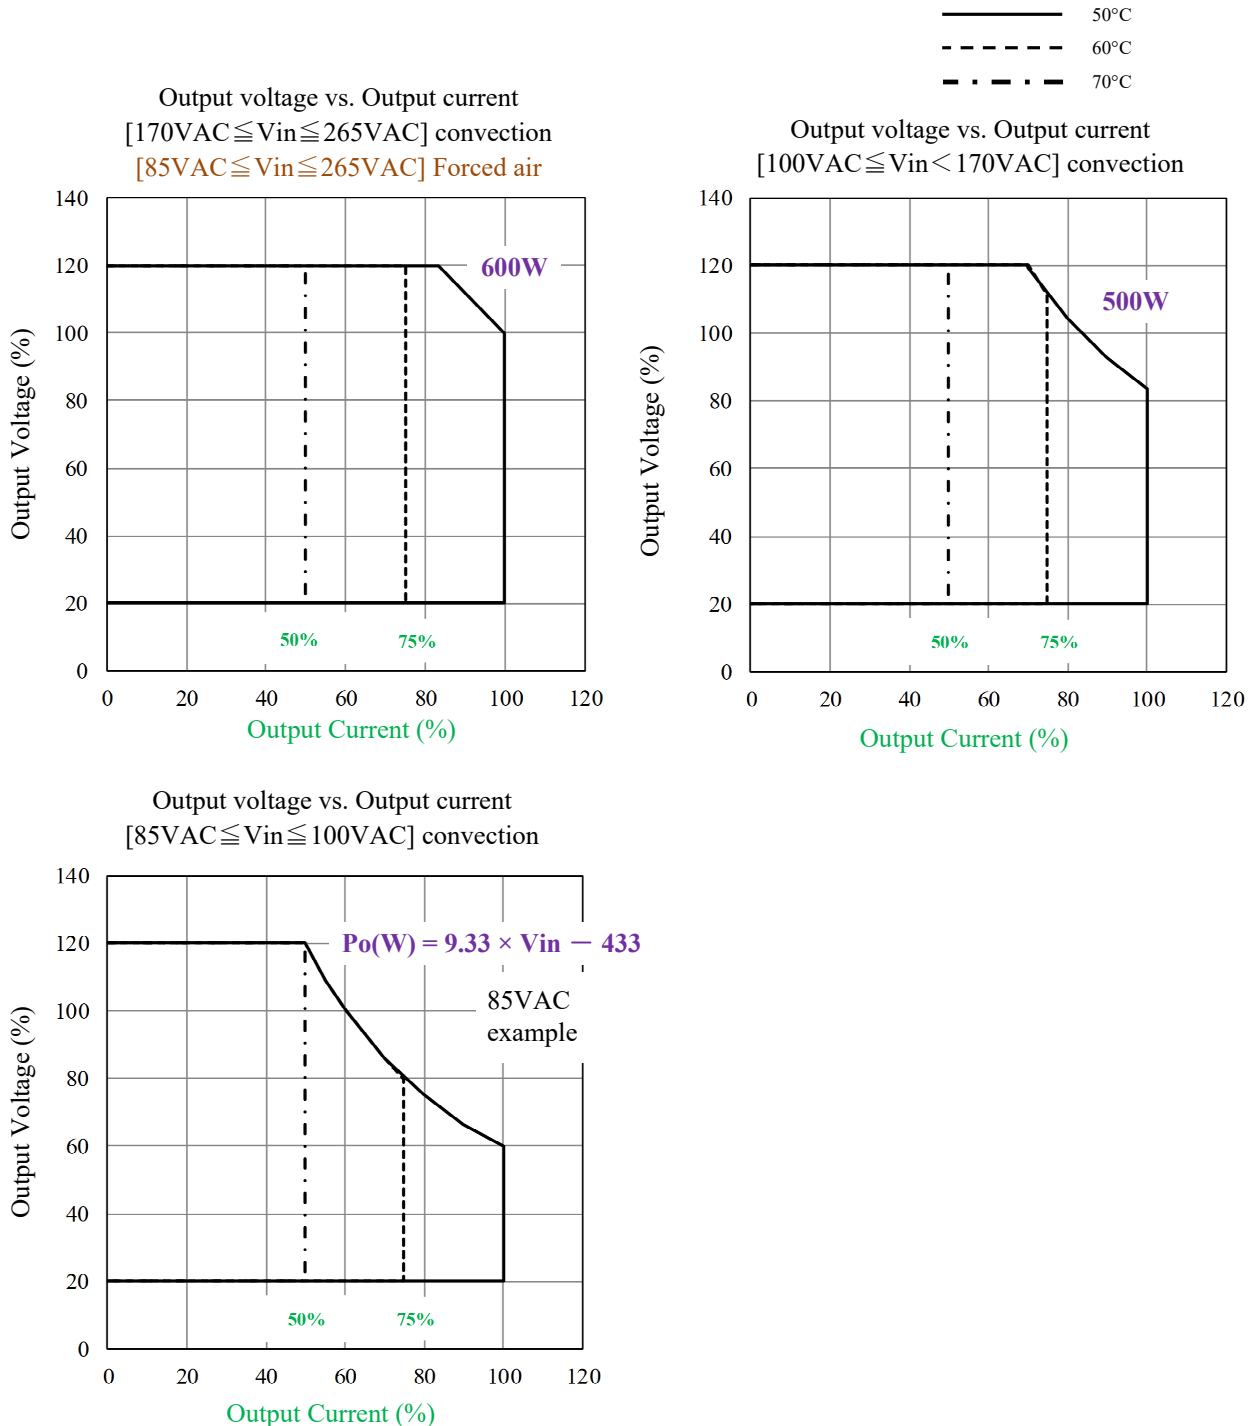 50°C
60°C
70°C
Output voltage vs. Output current
[170VAC≦Vin≦265VAC] convection
[85VAC≦Vin≦265VAC] Forced air
140
120
100
80
60
40
20
0
Output Voltage (%)
600W
50%
75%
0 20 40 60 80 100 120
Output Current (%)
Output voltage vs. Output current
[100VAC≦Vin＜170VAC] convection
140
120
100
80
60
40
20
0
Output Voltage (%)
500W
50%
75%
0 20 40 60 80 100 120
Output Current (%)
Output voltage vs. Output current
[85VAC≦Vin≦100VAC] convection
140
120
100
80
60
40
20
0
Output Voltage (%)
Po(W) = 9.33 × Vin － 433
85VAC
example
50%
75%
0 20 40 60 80 100 120
Output Current (%)